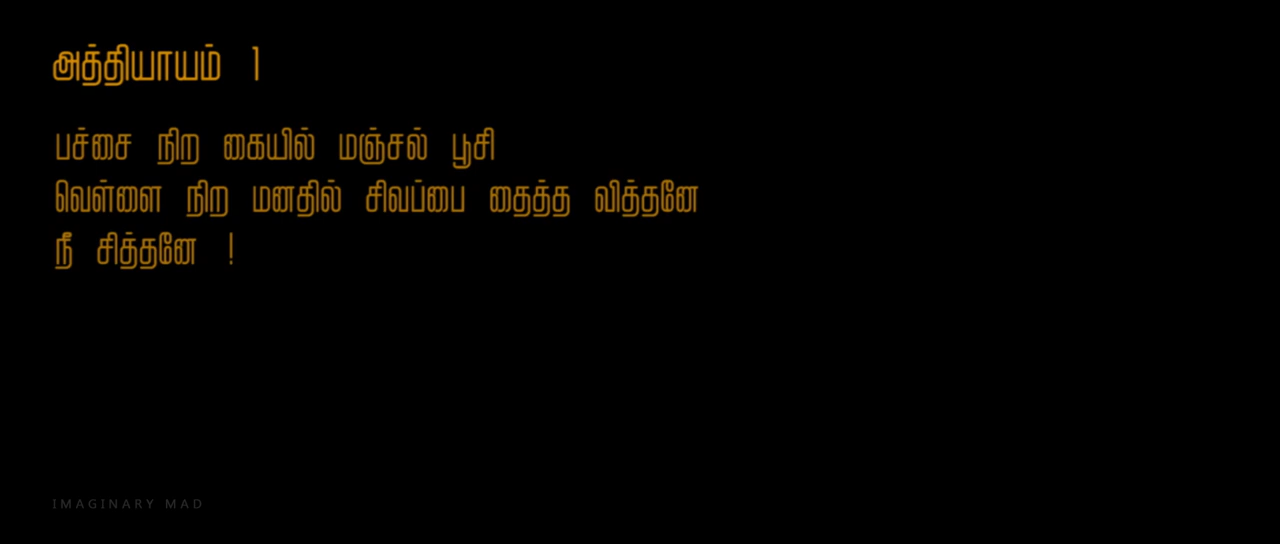 அத்தியாயம் 1
பச்சை நிற கையில் மஞ்சல் பூசி
வெள்ளை நிற மனதில் சிவப்பை தைத்த வித்தனே
நீ சித்தனே !
IMAGINARY MAD